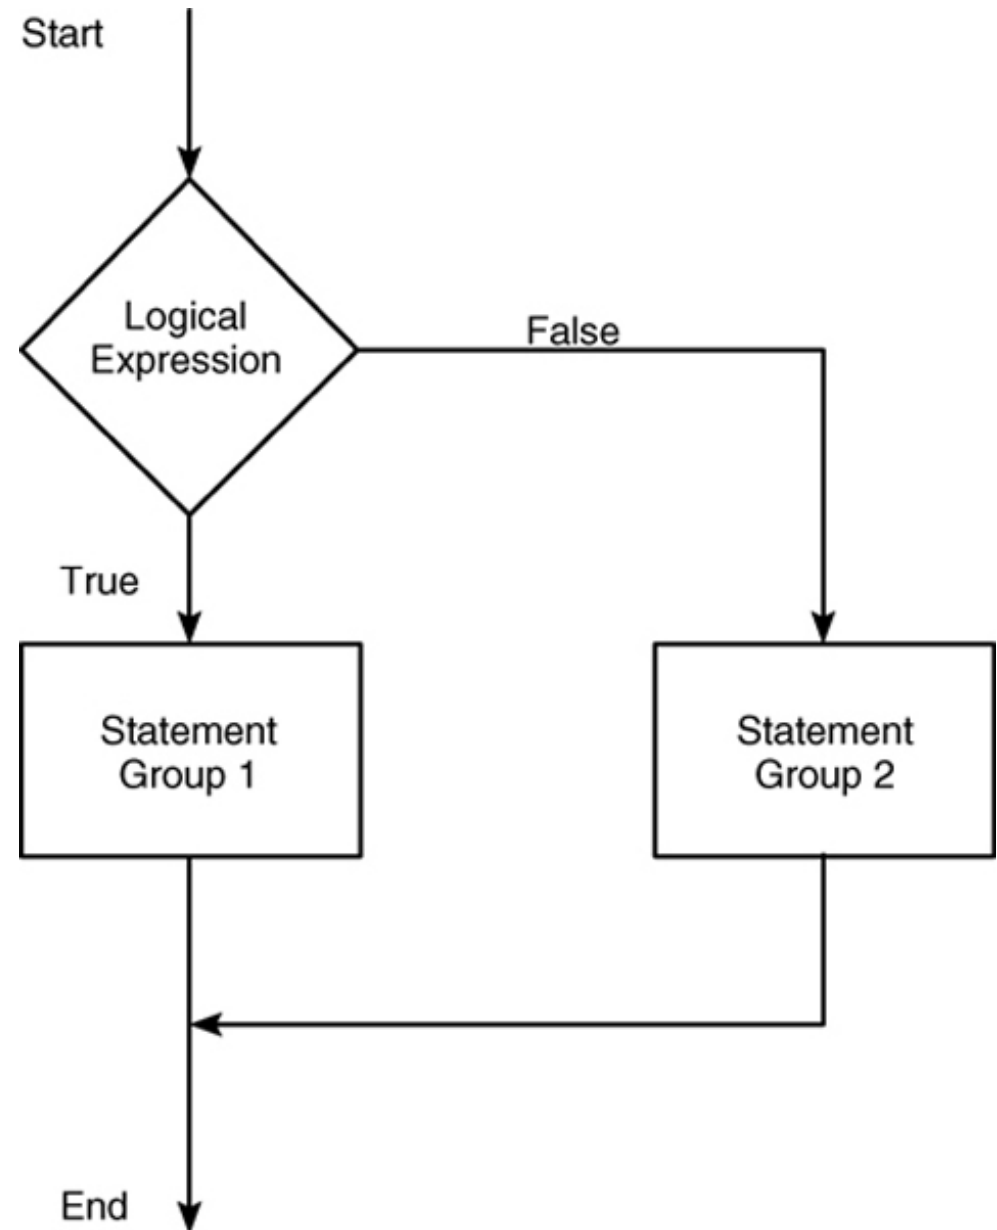 Start
Logical
Expression
False
True
Statement
Group 1
Statement
Group 2
End